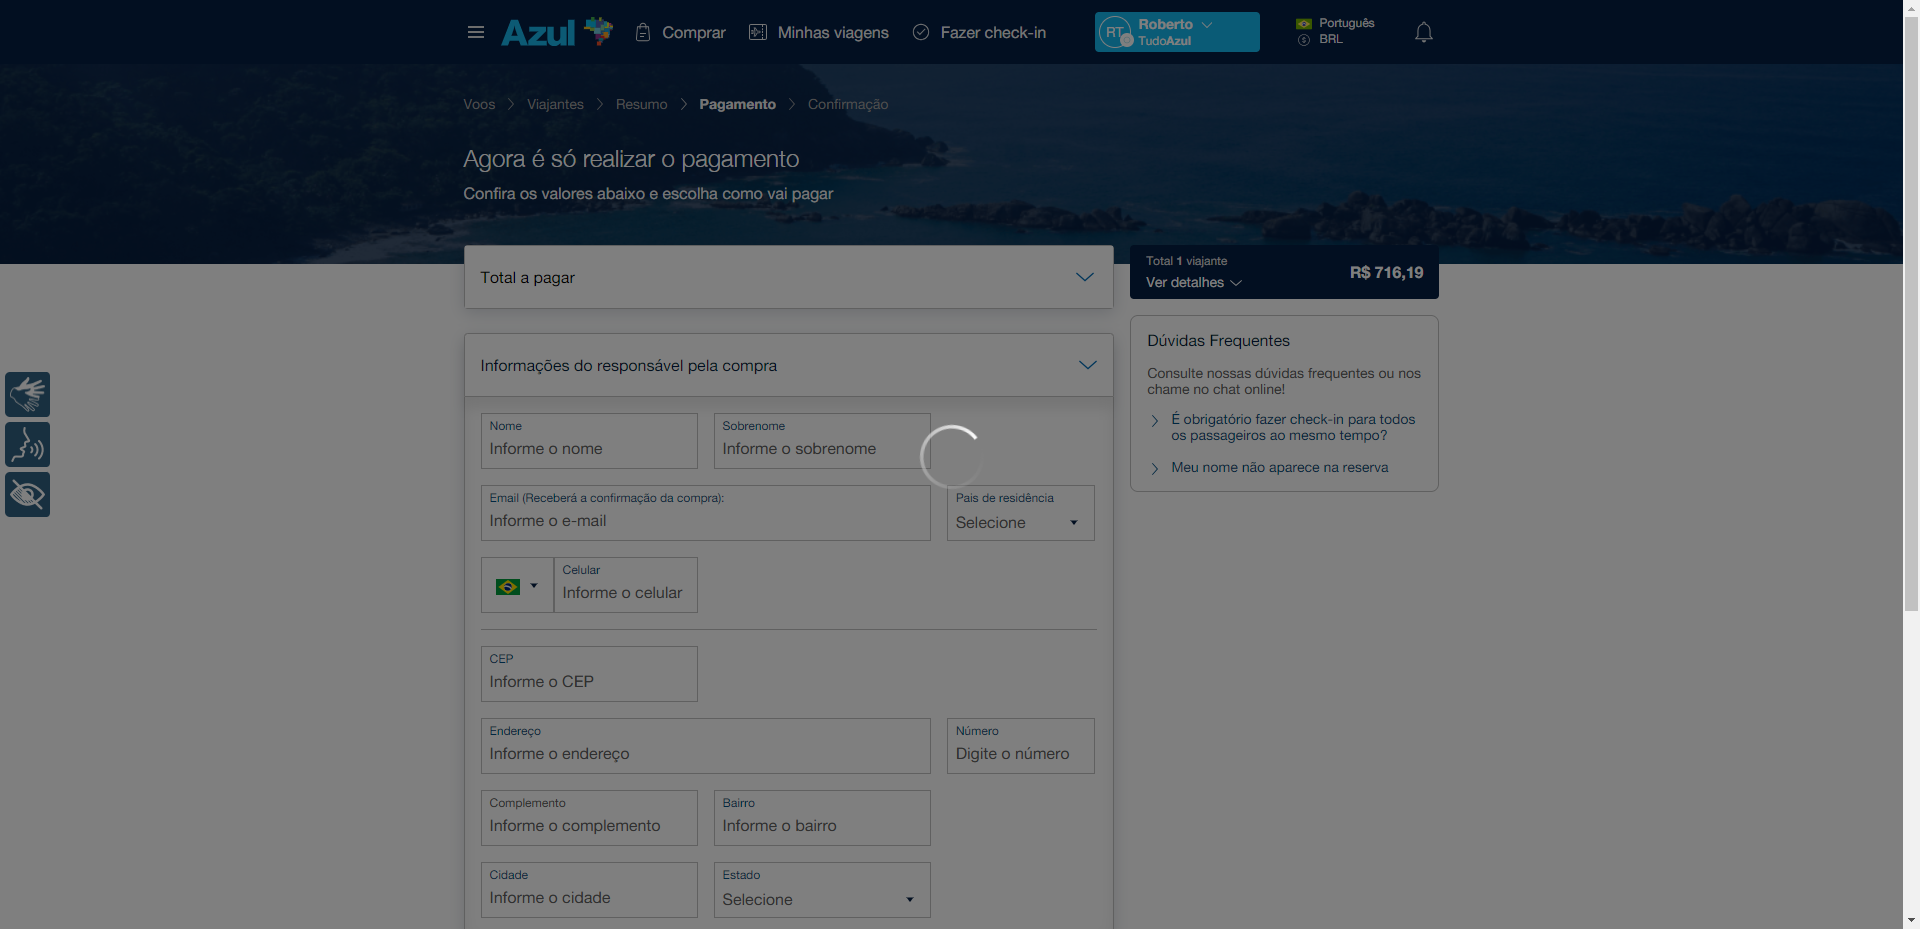 Azul
Comprar
Minhas viagens
Fazer check-in
RT
Roberto
TudoAzul
Português
BRL
Voos
Viajantes
Resumo
Pagamento
Confirmação
Agora é só realizar o pagamento
Confira os valores abaixo e escolha como vai pagar
Total a pagar
Total 1 viajante
Ver detalhes
R$ 716,19
Informações do responsável pela compra
Nome
Informe o nome
Sobrenome
Informe o sobrenome
Email (Receberá a confirmação da compra):
Informe o e-mail
Pais de residência
Selecione
Celular
Informe o celular
CEP
Informe o CEP
Endereço
Informe o endereço
Número
Digite o número
Complemento
Informe o complemento
Bairro
Informe o bairro
Cidade
Informe a cidade
Estado
Selecione
Dúvidas Frequentes
Consulte nossas dúvidas frequentes ou nos
chame no chat online!
É obrigatório fazer check-in para todos
os passageiros ao mesmo tempo?
Meu nome não aparece na reserva